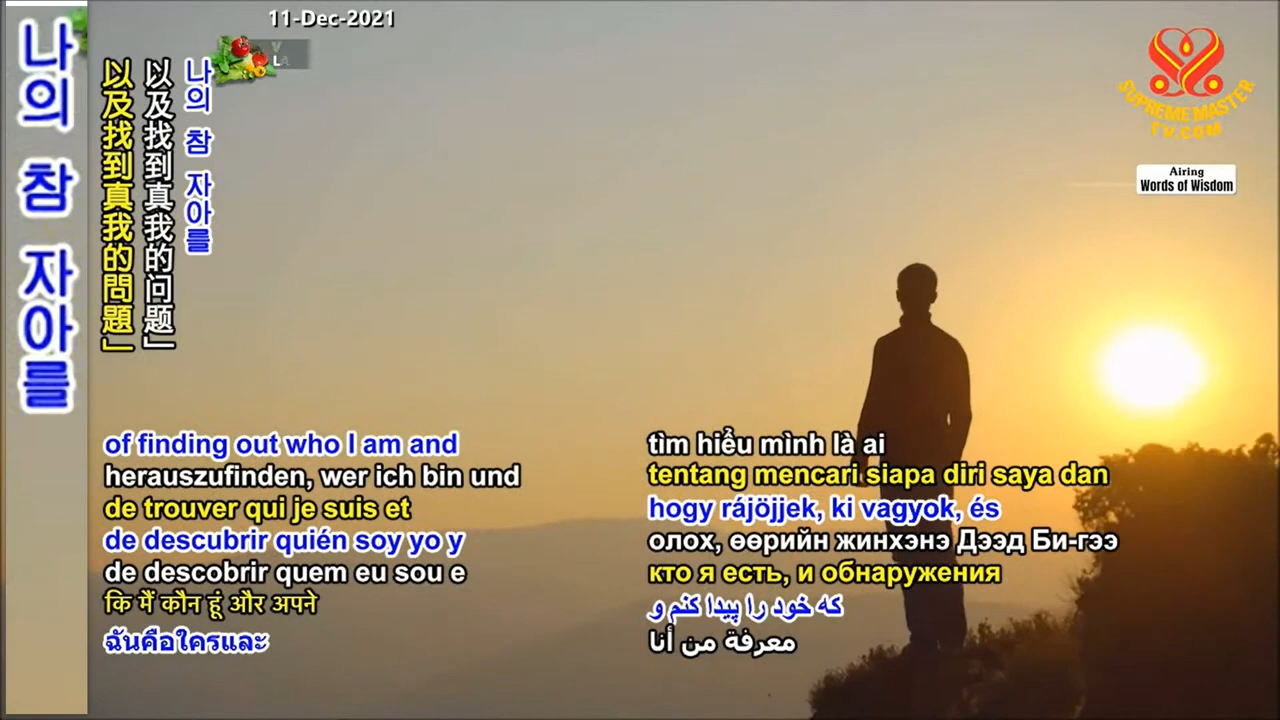 11-Dec-2021
나의 참 자아를
以及找到真我的問題」
以及找到真我的问题」
나의 참 자아를
SUPREME MASTER
TV.COM
Airing
Words of Wisdom
of finding out who I am and
herauszufinden, wer ich bin und
de trouver qui je suis et
de descubrir quién soy yo y
de descobrir quem eu sou e
कि मैं कौन हूं और अपने
ฉันคือใครและ
tìm hiểu mình là ai
tentang mencari siapa diri saya dan
hogy rájöjjek, ki vagyok, és
олох, өөрийн жинхэнэ Дээд Би-гээ
кто я есть, и обнаружения
که خود را پیدا کنم و
معرفة من أنا